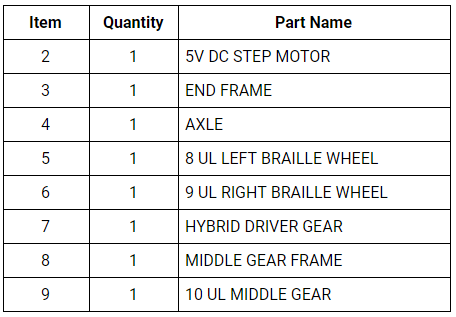 Item Quantity Part Name
2 1 5V DC STEP MOTOR
3 1 END FRAME
4 1 AXLE
5 1 8 UL LEFT BRAILLE WHEEL
6 1 9 UL RIGHT BRAILLE WHEEL
7 1 HYBRID DRIVER GEAR
8 1 MIDDLE GEAR FRAME
9 1 10 UL MIDDLE GEAR